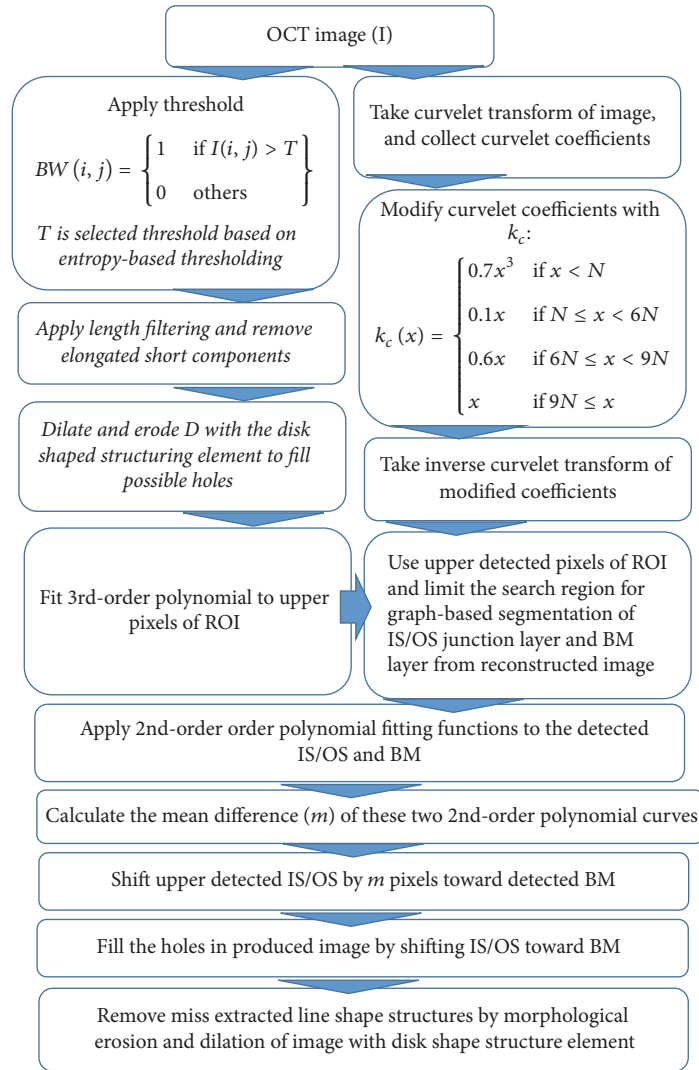 OCT image (I)
Apply threshold
BW (i, j) = { 1 if I(i, j) > T
0 others }
T is selected threshold based on
entropy-based thresholding
Apply length filtering and remove
elongated short components
Dilate and erode D with the disk
shaped structuring element to fill
possible holes
Fit 3rd-order polynomial to upper
pixels of ROI
Take curvelet transform of image,
and collect curvelet coefficients
Modify curvelet coefficients with
k_c:
k_c (x) = { 0.7x³ if x < N
0.1x if N ≤ x < 6N
0.6x if 6N ≤ x < 9N
x if 9N ≤ x
Take inverse curvelet transform of
modified coefficients
Use upper detected pixels of ROI
and limit the search region for
graph-based segmentation of
IS/OS junction layer and BM
layer from reconstructed image
Apply 2nd-order order polynomial fitting functions to the detected
IS/OS and BM
Calculate the mean difference (m) of these two 2nd-order polynomial curves
Shift upper detected IS/OS by m pixels toward detected BM
Fill the holes in produced image by shifting IS/OS toward BM
Remove miss extracted line shape structures by morphological
erosion and dilation of image with disk shape structure element